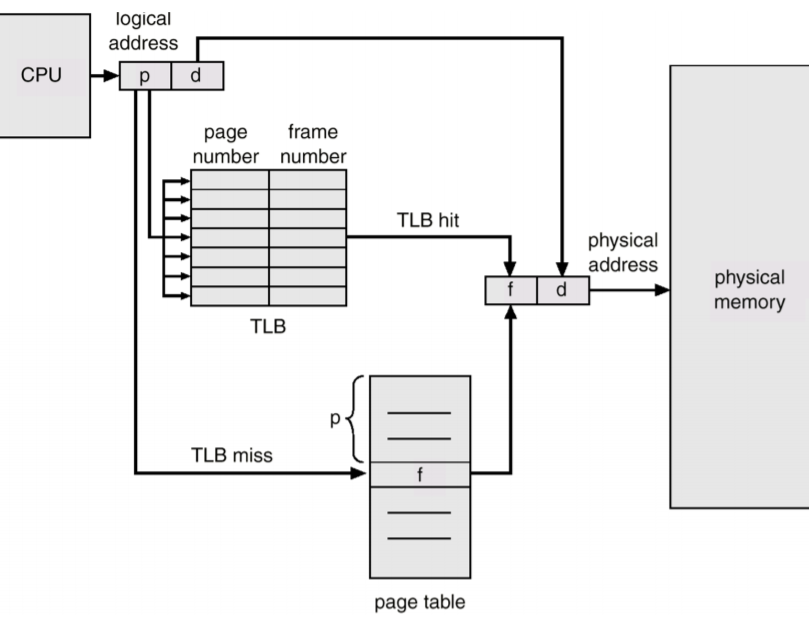 logical
address
CPU
p
d
page
number
frame
number
TLB hit
physical
address
f
d
physical
memory
TLB
p
TLB miss
f
page table